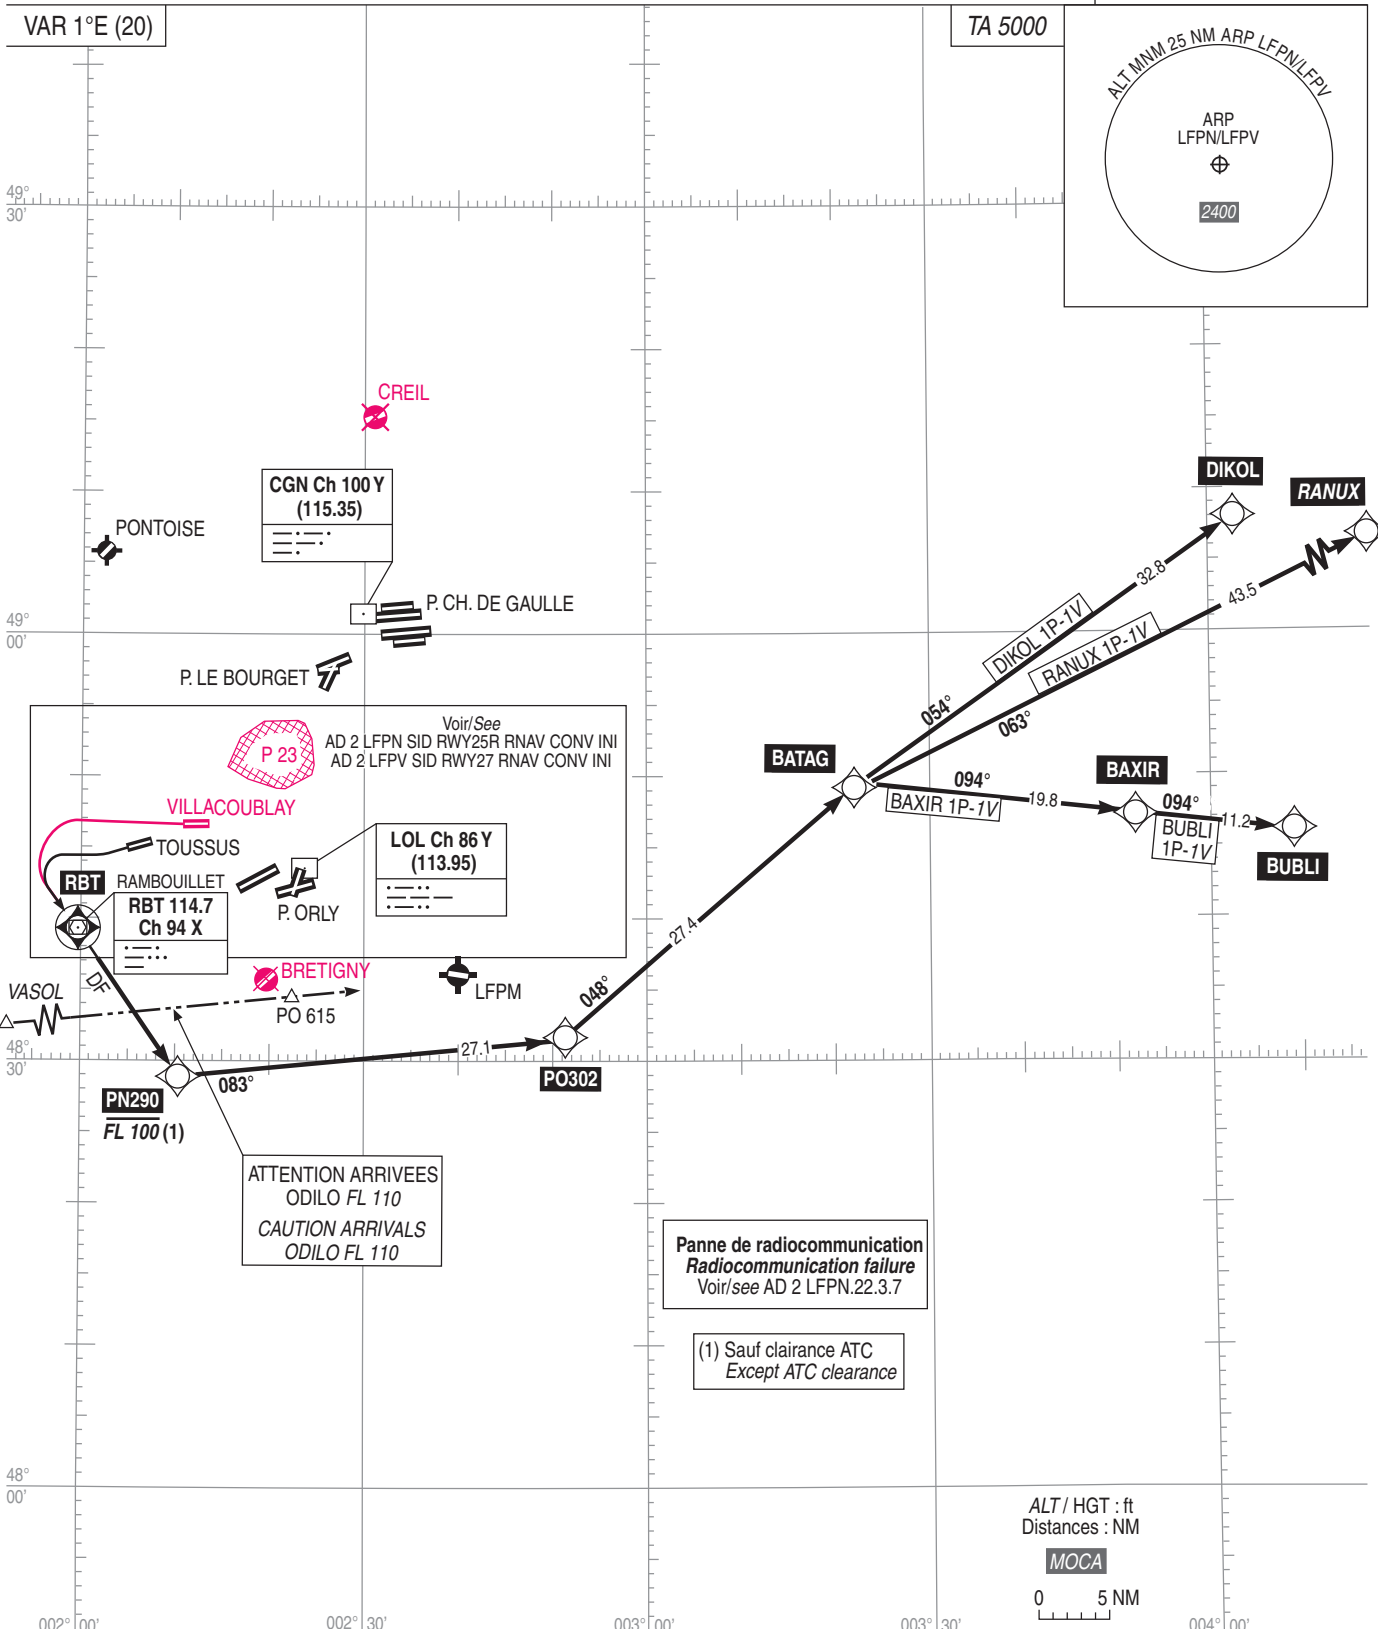 VAR 1°E (20)
TA 5000
ALT MNM 25 NM ARP LFPN/LFPV
ARP
LFPN/LFPV
2400
49°
30'
CREIL
DIKOL
RANUX
CGN Ch 100 Y
(115.35)
PONTOISE
32.8
43.5
P. CH. DE GAULLE
DIKOL 1P-1V
RANUX 1P-1V
49°
00'
P. LE BOURGET
054°
063°
Voir/See
AD 2 LFPN SID RWY25R RNAV CONV INI
AD 2 LFPV SID RWY27 RNAV CONV INI
P 23
BATAG
BAXIR
094°
19.8
BAXIR 1P-1V
094°
11.2
BUBLI
1P-1V
BUBLI
VILLACOUBLAY
TOUSSUS
LOL Ch 86 Y
(113.95)
RBT
RAMBOUILLET
RBT 114.7
Ch 94 X
P. ORLY
27.4
BRETIGNY
LFPM
DF
VASOL
PO 615
048°
27.1
48°
30'
083°
PO302
PN290
FL 100 (1)
ATTENTION ARRIVEES
ODILO FL 110
CAUTION ARRIVALS
ODILO FL 110
Panne de radiocommunication
Radiocommunication failure
Voir/see AD 2 LFPN.22.3.7
(1) Sauf clairance ATC
Except ATC clearance
48°
00'
ALT / HGT : ft
Distances : NM
MOCA
0 5 NM
002° 00'
002° 30'
003° 00'
003° 30'
004° 00'